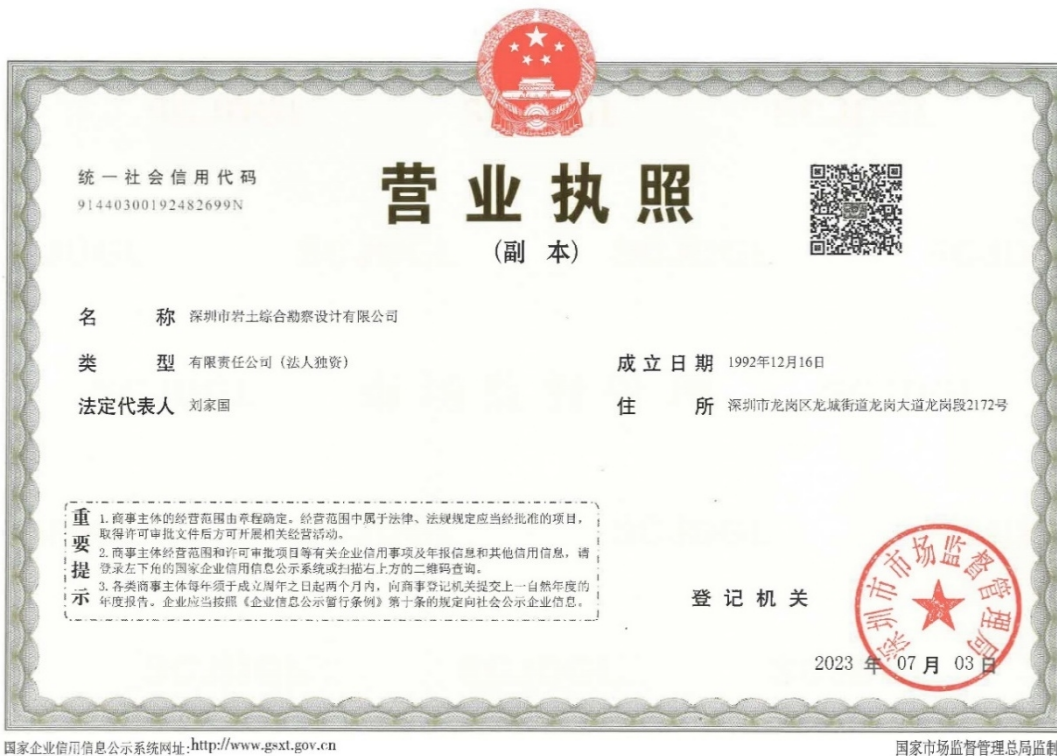 统一社会信用代码
91440300192482699N
营业执照
(副 本)
名 称 深圳市岩土综合勘察设计有限公司
类 型 有限责任公司（法人独资）
成立日期 1992年12月16日
法定代表人 刘家国
住 所 深圳市龙岗区龙城街道龙岗大道龙岗段2172号
重要提示
1.商事主体的经营范围由章程确定。经营范围中属于法律、法规规定应当经批准的项目，
取得许可审批文件后方可开展相关经营活动。
2.商事主体经营范围和许可审批项目等有关企业信用事项及年报信息和其他信用信息，请
登录左下角的国家企业信用信息公示系统或扫描右上方的二维码查询。
3.各类商事主体每年须于成立周年之日起两个月内，向商事登记机关提交上一自然年度的
年度报告。企业应当按照《企业信息公示暂行条例》第十条的规定向社会公示企业信息。
登记机关
深圳市市场监督管理局
2023 年 07 月 03 日
国家企业信用信息公示系统网址:http://www.gsxt.gov.cn
国家市场监督管理总局监制